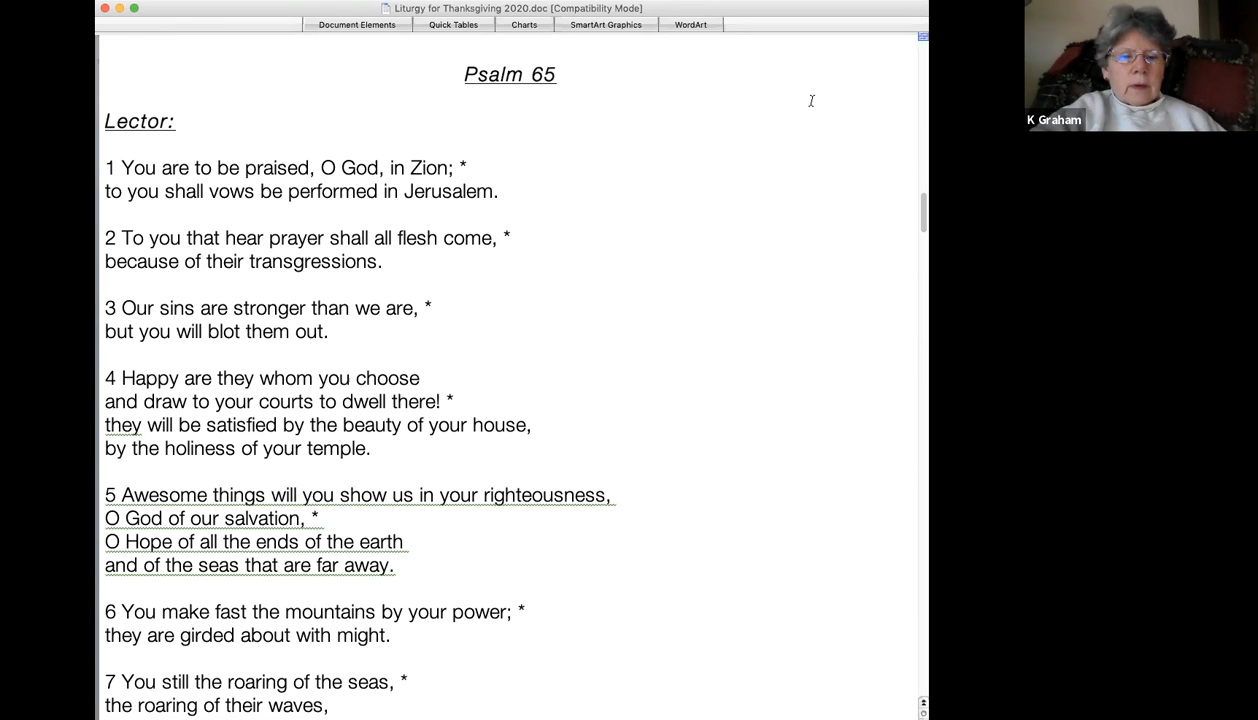 Liturgy for Thanksgiving 2020.doc [Compatibility Mode]
Document Elements Quick Tables Charts SmartArt Graphics WordArt
Psalm 65
Lector:
1 You are to be praised, O God, in Zion; *
to you shall vows be performed in Jerusalem.
2 To you that hear prayer shall all flesh come, *
because of their transgressions.
3 Our sins are stronger than we are, *
but you will blot them out.
4 Happy are they whom you choose
and draw to your courts to dwell there! *
they will be satisfied by the beauty of your house,
by the holiness of your temple.
5 Awesome things will you show us in your righteousness,
O God of our salvation, *
O Hope of all the ends of the earth
and of the seas that are far away.
6 You make fast the mountains by your power; *
they are girded about with might.
7 You still the roaring of the seas, *
the roaring of their waves,
K Graham